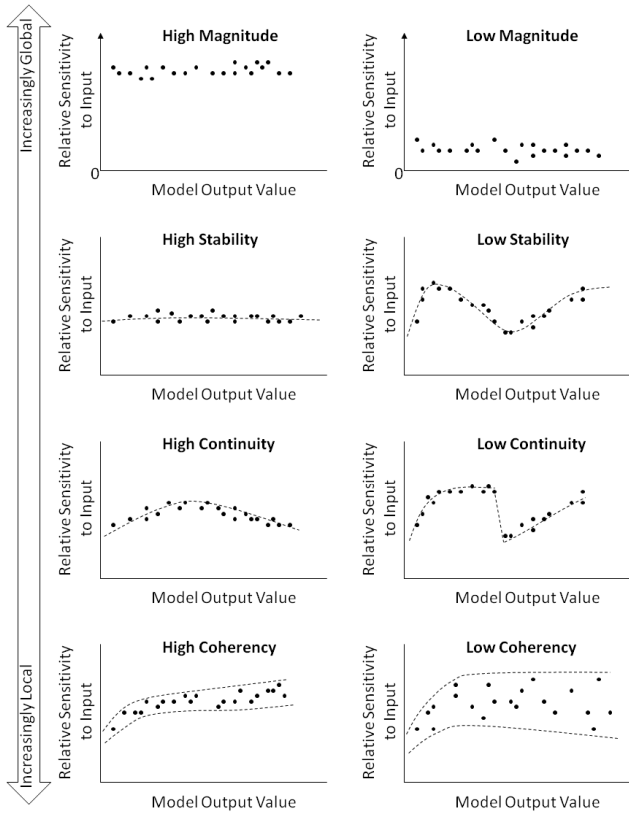 Increasingly Global
High Magnitude
Relative Sensitivity
to Input
0
Model Output Value
Low Magnitude
Relative Sensitivity
to Input
0
Model Output Value
High Stability
Relative Sensitivity
to Input
Model Output Value
Low Stability
Relative Sensitivity
to Input
Model Output Value
High Continuity
Relative Sensitivity
to Input
Model Output Value
Low Continuity
Relative Sensitivity
to Input
Model Output Value
Increasingly Local
High Coherency
Relative Sensitivity
to Input
Model Output Value
Low Coherency
Relative Sensitivity
to Input
Model Output Value